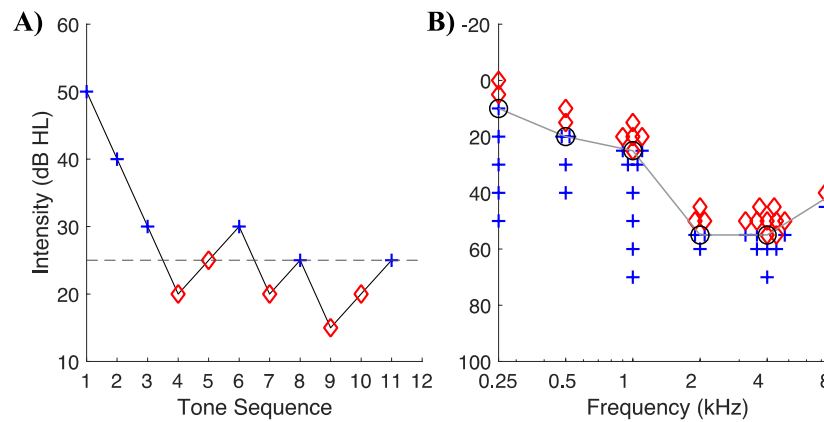 A)
60
50
40
30
20
10
Intensity (dB HL)
1 2 3 4 5 6 7 8 9 10 11 12
Tone Sequence
B)
-20
0
20
40
60
80
100
0.25 0.5 1 2 4 8
Frequency (kHz)